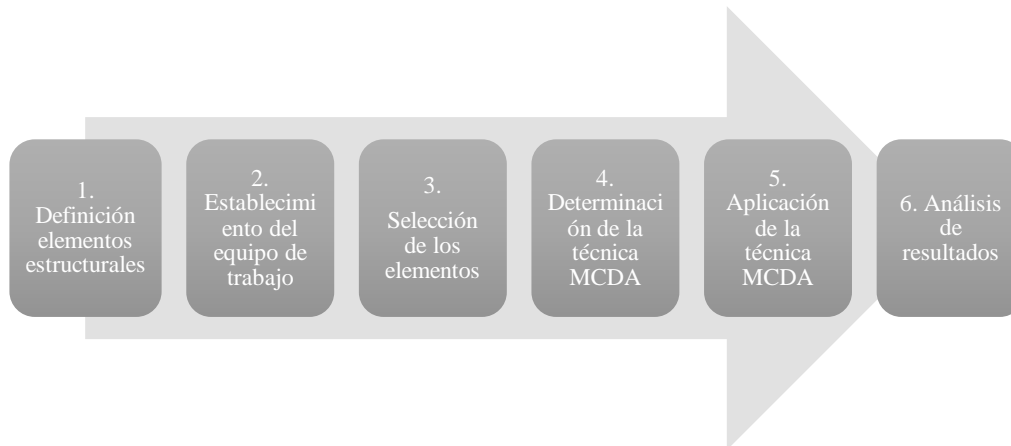 1.
Definición
elementos
estructurales
2.
Establecimi
ento del
equipo de
trabajo
3.
Selección
de los
elementos
4.
Determinaci
ón de la
técnica
MCDA
5.
Aplicación
de la
técnica
MCDA
6. Análisis
de
resultados